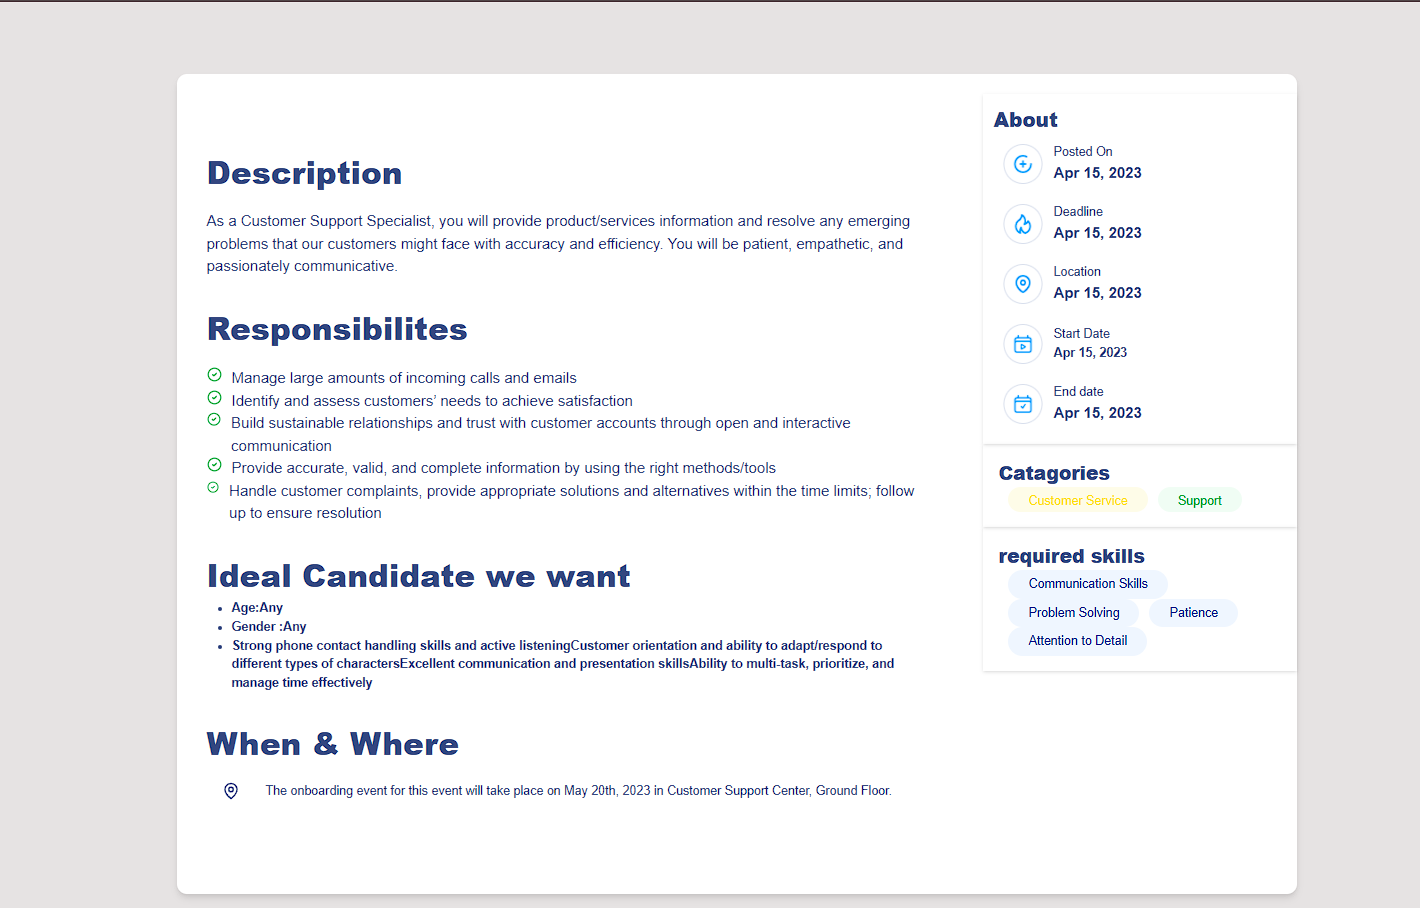 Description
As a Customer Support Specialist, you will provide product/services information and resolve any emerging
problems that our customers might face with accuracy and efficiency. You will be patient, empathetic, and
passionately communicative.
Responsibilites
Manage large amounts of incoming calls and emails
Identify and assess customers’ needs to achieve satisfaction
Build sustainable relationships and trust with customer accounts through open and interactive
communication
Provide accurate, valid, and complete information by using the right methods/tools
Handle customer complaints, provide appropriate solutions and alternatives within the time limits; follow
up to ensure resolution
Ideal Candidate we want
Age:Any
Gender :Any
Strong phone contact handling skills and active listeningCustomer orientation and ability to adapt/respond to
different types of charactersExcellent communication and presentation skillsAbility to multi-task, prioritize, and
manage time effectively
When & Where
The onboarding event for this event will take place on May 20th, 2023 in Customer Support Center, Ground Floor.
About
Posted On
Apr 15, 2023
Deadline
Apr 15, 2023
Location
Apr 15, 2023
Start Date
Apr 15, 2023
End date
Apr 15, 2023
Catagories
Customer Service Support
required skills
Communication Skills
Problem Solving Patience
Attention to Detail